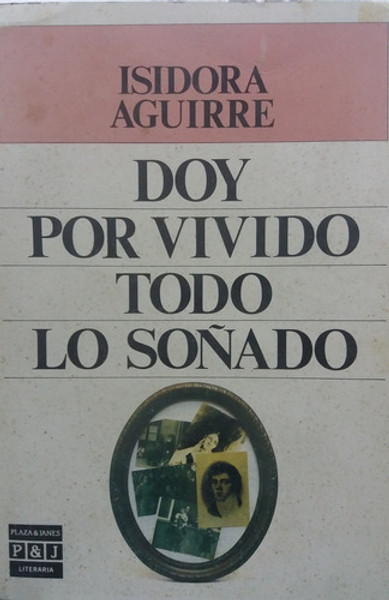 ISIDORA
AGUIRRE
DOY
POR VIVIDO
TODO
LO SOÑADO
PLAZA & JANES
P & J
LITERARIA